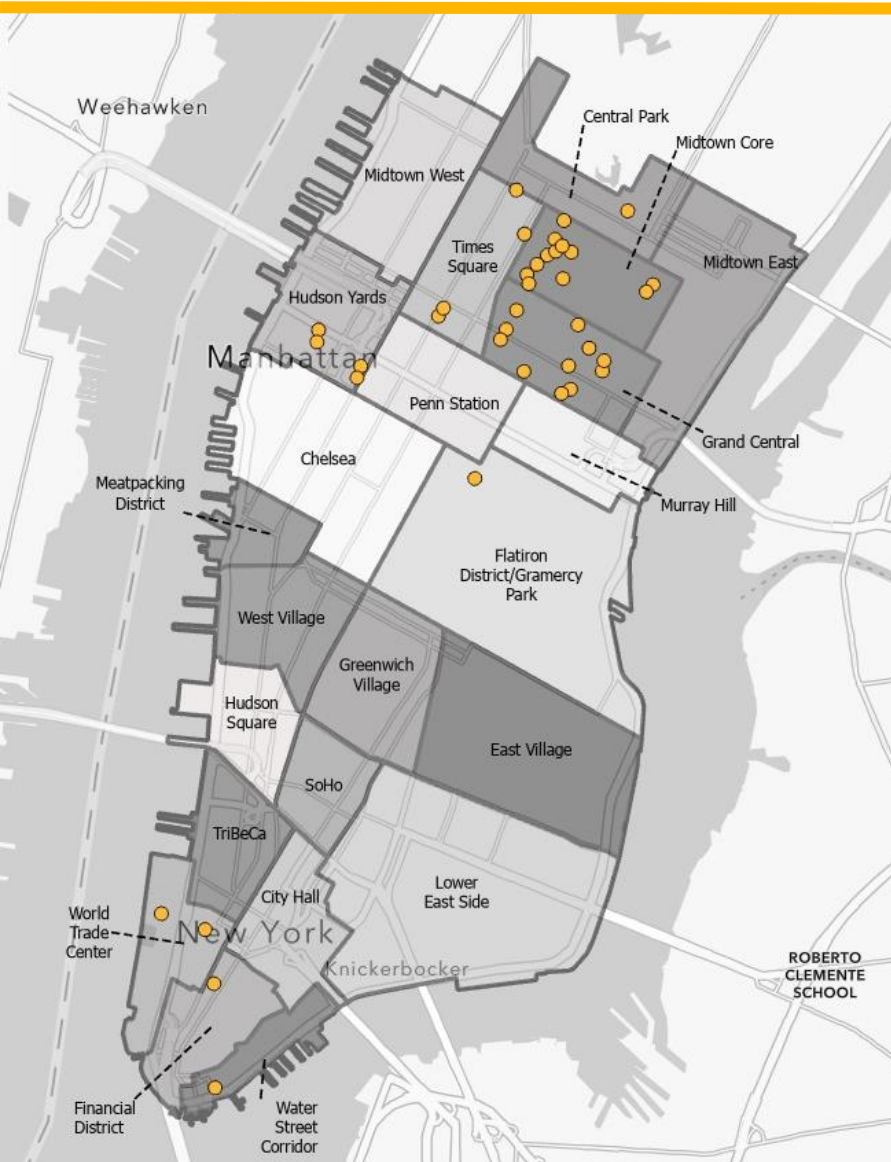 Weehawken
Central Park
Midtown Core
Midtown West
Times
Square
Midtown East
Hudson Yards
Manhattan
Penn Station
Grand Central
Chelsea
Meatpacking
District
Murray Hill
Flatiron
District/Gramercy
Park
West Village
Greenwich
Village
Hudson
Square
East Village
SoHo
TriBeCa
City Hall
Lower
East Side
World
Trade
Center
New York
Knickerbocker
ROBERTO
CLEMENTE
SCHOOL
Financial
District
Water
Street
Corridor